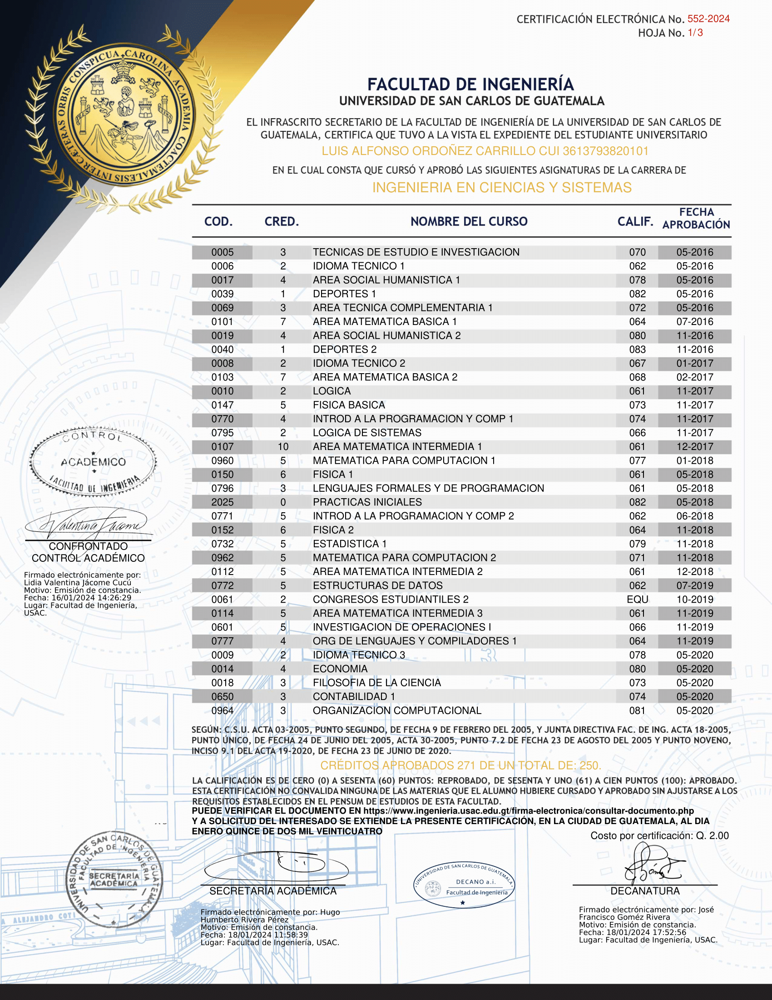 CERTIFICACIÓN ELECTRÓNICA No. 552-2024
HOJA No. 1/3
CONSPICUA CAROLINA ACADEMIA COACTEMALENSIS INTER CÆTERAS ORBIS
FACULTAD DE INGENIERÍA
UNIVERSIDAD DE SAN CARLOS DE GUATEMALA
EL INFRASCRITO SECRETARIO DE LA FACULTAD DE INGENIERÍA DE LA UNIVERSIDAD DE SAN CARLOS DE
GUATEMALA, CERTIFICA QUE TUVO A LA VISTA EL EXPEDIENTE DEL ESTUDIANTE UNIVERSITARIO
LUIS ALFONSO ORDOÑEZ CARRILLO CUI 3613793820101
EN EL CUAL CONSTA QUE CURSÓ Y APROBÓ LAS SIGUIENTES ASIGNATURAS DE LA CARRERA DE
INGENIERIA EN CIENCIAS Y SISTEMAS
COD. CRED. NOMBRE DEL CURSO CALIF. FECHA APROBACIÓN
0005 3 TECNICAS DE ESTUDIO E INVESTIGACION 070 05-2016
0006 2 IDIOMA TECNICO 1 062 05-2016
0017 4 AREA SOCIAL HUMANISTICA 1 078 05-2016
0039 1 DEPORTES 1 082 05-2016
0069 3 AREA TECNICA COMPLEMENTARIA 1 072 05-2016
0101 7 AREA MATEMATICA BASICA 1 064 07-2016
0019 4 AREA SOCIAL HUMANISTICA 2 080 11-2016
0040 1 DEPORTES 2 083 11-2016
0008 2 IDIOMA TECNICO 2 067 01-2017
0103 7 AREA MATEMATICA BASICA 2 068 02-2017
0010 2 LOGICA 061 11-2017
0147 5 FISICA BASICA 073 11-2017
0770 4 INTROD A LA PROGRAMACION Y COMP 1 074 11-2017
0795 2 LOGICA DE SISTEMAS 066 11-2017
0107 10 AREA MATEMATICA INTERMEDIA 1 061 12-2017
0960 5 MATEMATICA PARA COMPUTACION 1 077 01-2018
0150 6 FISICA 1 061 05-2018
0796 3 LENGUAJES FORMALES Y DE PROGRAMACION 061 05-2018
2025 0 PRACTICAS INICIALES 082 05-2018
0771 5 INTROD A LA PROGRAMACION Y COMP 2 062 06-2018
0152 6 FISICA 2 064 11-2018
0732 5 ESTADISTICA 1 079 11-2018
0962 5 MATEMATICA PARA COMPUTACION 2 071 11-2018
0112 5 AREA MATEMATICA INTERMEDIA 2 061 12-2018
0772 5 ESTRUCTURAS DE DATOS 062 07-2019
0061 2 CONGRESOS ESTUDIANTILES 2 EQU 10-2019
0114 5 AREA MATEMATICA INTERMEDIA 3 061 11-2019
0601 5 INVESTIGACION DE OPERACIONES I 066 11-2019
0777 4 ORG DE LENGUAJES Y COMPILADORES 1 064 11-2019
0009 2 IDIOMA TECNICO 3 078 05-2020
0014 4 ECONOMIA 080 05-2020
0018 3 FILOSOFIA DE LA CIENCIA 073 05-2020
0650 3 CONTABILIDAD 1 074 05-2020
0964 3 ORGANIZACION COMPUTACIONAL 081 05-2020
CONTROL
ACADEMICO
FACULTAD DE INGENIERIA
Valentina Jacome
CONFRONTADO
CONTROL ACADÉMICO
Firmado electrónicamente por:
Lidia Valentina Jácome Cucú
Motivo: Emisión de constancia.
Fecha: 16/01/2024 14:26:29
Lugar: Facultad de Ingeniería,
USAC.
SEGÚN: C.S.U. ACTA 03-2005, PUNTO SEGUNDO, DE FECHA 9 DE FEBRERO DEL 2005, Y JUNTA DIRECTIVA FAC. DE ING. ACTA 18-2005,
PUNTO ÚNICO, DE FECHA 24 DE JUNIO DEL 2005, ACTA 30-2005, PUNTO 7.2 DE FECHA 23 DE AGOSTO DEL 2005 Y PUNTO NOVENO,
INCISO 9.1 DEL ACTA 19-2020, DE FECHA 23 DE JUNIO DE 2020.
CRÉDITOS APROBADOS 271 DE UN TOTAL DE: 250.
LA CALIFICACIÓN ES DE CERO (0) A SESENTA (60) PUNTOS: REPROBADO, DE SESENTA Y UNO (61) A CIEN PUNTOS (100): APROBADO.
ESTA CERTIFICACIÓN NO CONVALIDA NINGUNA DE LAS MATERIAS QUE EL ALUMNO HUBIERE CURSADO Y APROBADO SIN AJUSTARSE A LOS
REQUISITOS ESTABLECIDOS EN EL PENSUM DE ESTUDIOS DE ESTA FACULTAD.
PUEDE VERIFICAR EL DOCUMENTO EN https://www.ingenieria.usac.edu.gt/firma-electronica/consultar-documento.php
Y A SOLICITUD DEL INTERESADO SE EXTIENDE LA PRESENTE CERTIFICACIÓN, EN LA CIUDAD DE GUATEMALA, AL DIA
ENERO QUINCE DE DOS MIL VEINTICUATRO
Costo por certificación: Q. 2.00
UNIVERSIDAD DE SAN CARLOS DE GUATEMALA
FACULTAD DE INGENIERIA
SECRETARÍA
ACADÉMICA
SECRETARÍA ACADÉMICA
Firmado electrónicamente por: Hugo
Humberto Rivera Pérez
Motivo: Emisión de constancia.
Fecha: 18/01/2024 11:58:39
Lugar: Facultad de Ingeniería, USAC.
UNIVERSIDAD DE SAN CARLOS DE GUATEMALA
DECANO a.i.
Facultad de Ingeniería
DECANATURA
Firmado electrónicamente por: José
Francisco Goméz Rivera
Motivo: Emisión de constancia.
Fecha: 18/01/2024 17:52:56
Lugar: Facultad de Ingeniería, USAC.
ALEJANDRO COTI